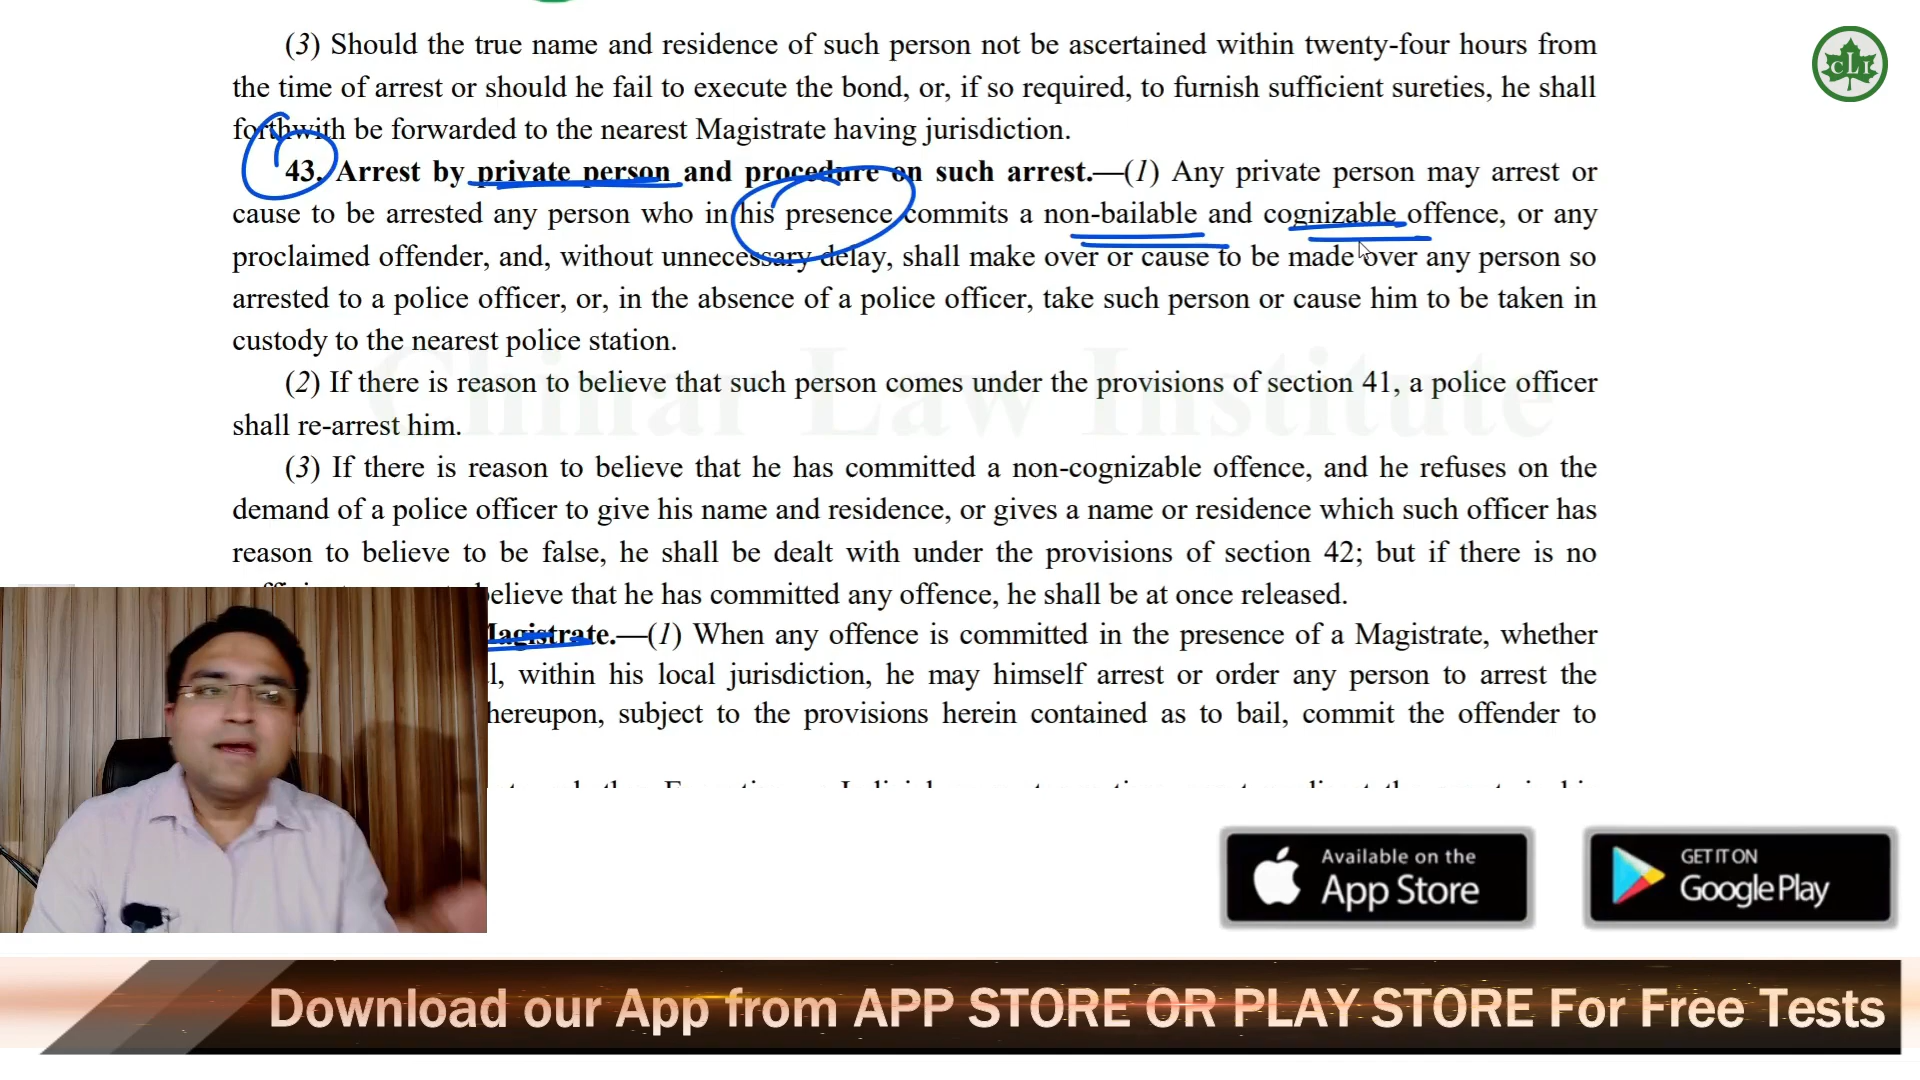 (3) Should the true name and residence of such person not be ascertained within twenty-four hours from
the time of arrest or should he fail to execute the bond, or, if so required, to furnish sufficient sureties, he shall
forthwith be forwarded to the nearest Magistrate having jurisdiction.
43. Arrest by private person and procedure on such arrest.—(1) Any private person may arrest or
cause to be arrested any person who in his presence commits a non-bailable and cognizable offence, or any
proclaimed offender, and, without unnecessary delay, shall make over or cause to be made over any person so
arrested to a police officer, or, in the absence of a police officer, take such person or cause him to be taken in
custody to the nearest police station.
(2) If there is reason to believe that such person comes under the provisions of section 41, a police officer
shall re-arrest him.
(3) If there is reason to believe that he has committed a non-cognizable offence, and he refuses on the
demand of a police officer to give his name and residence, or gives a name or residence which such officer has
reason to believe to be false, he shall be dealt with under the provisions of section 42; but if there is no
believe that he has committed any offence, he shall be at once released.
Magistrate.—(1) When any offence is committed in the presence of a Magistrate, whether
within his local jurisdiction, he may himself arrest or order any person to arrest the
hereupon, subject to the provisions herein contained as to bail, commit the offender to
Chinar Law Institute
CLI
Available on the
App Store
GET IT ON
Google Play
Download our App from APP STORE OR PLAY STORE For Free Tests